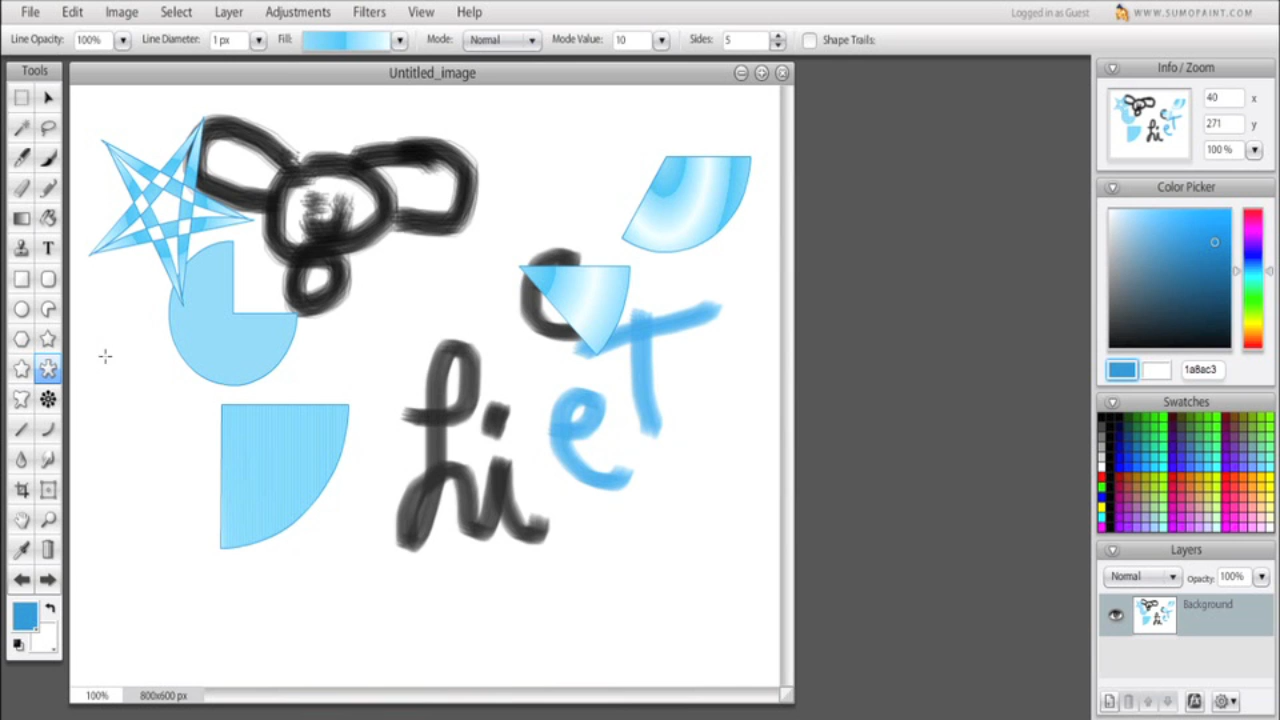 File Edit Image Select Layer Adjustments Filters View Help Logged in as Guest WWW.SUMOPAINT.COM
Line Opacity: 100% Line Diameter: 1 px Fill: Mode: Normal Mode Value: 10 Sides: 5 Shape Trails:
Tools
Untitled_image
Info / Zoom
40 x
271 y
100 %
Color Picker
1a8ac3
Swatches
Layers
Normal Opacity: 100%
Background
T
hi
e
c
100% 800x600 px